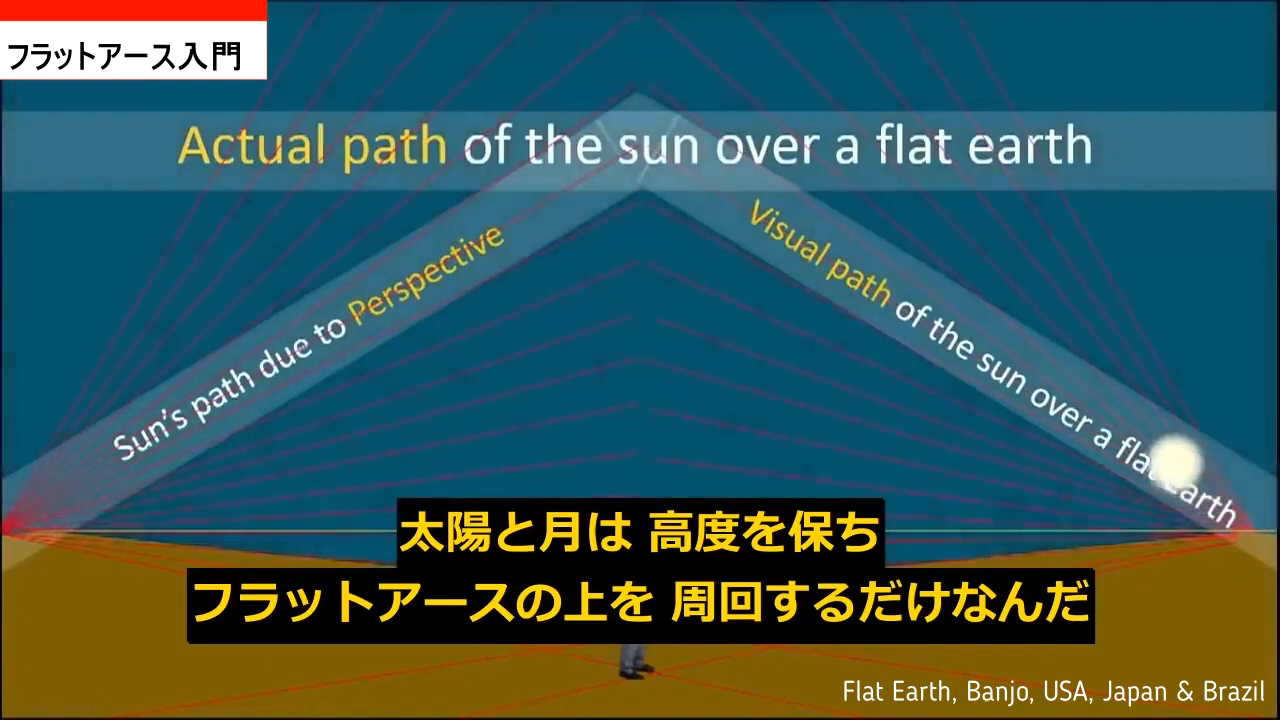 フラットアース入門
Actual path of the sun over a flat earth
Sun's path due to Perspective
Visual path of the sun over a flat earth
太陽と月は 高度を保ち
フラットアースの上を 周回するだけなんだ
Flat Earth, Banjo, USA, Japan & Brazil